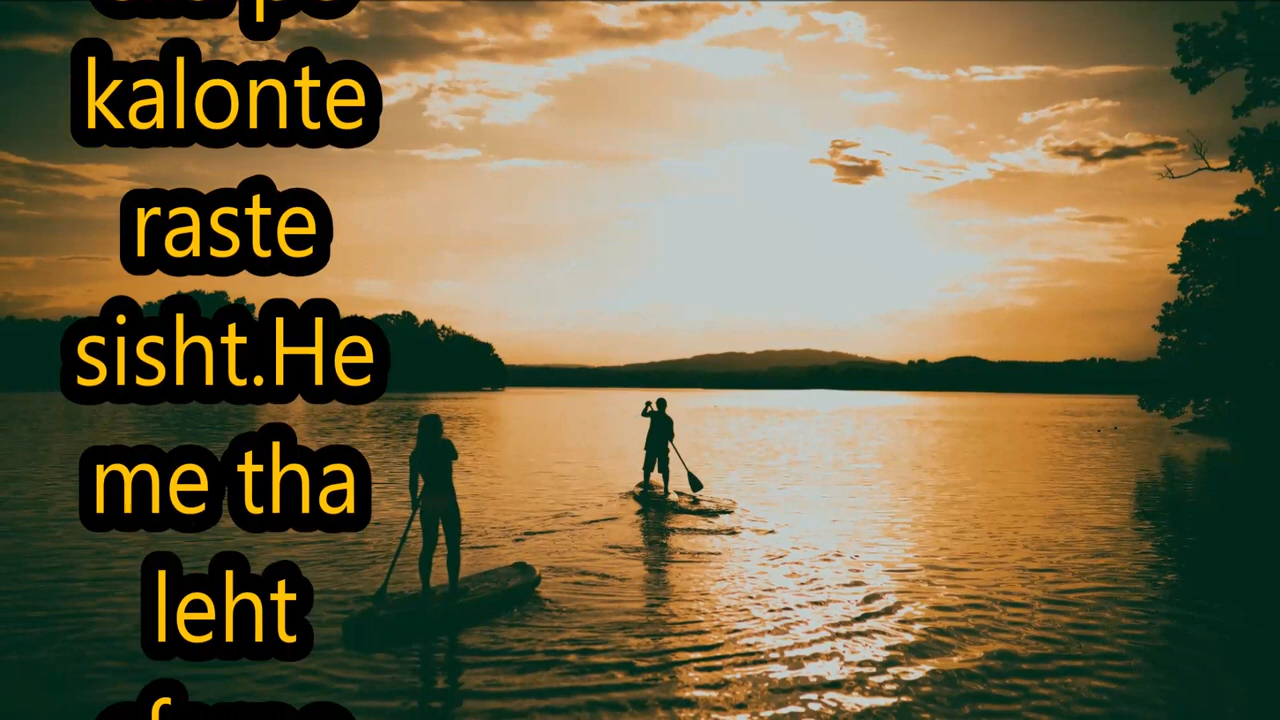 kalonte
raste
sisht.He
me tha
leht